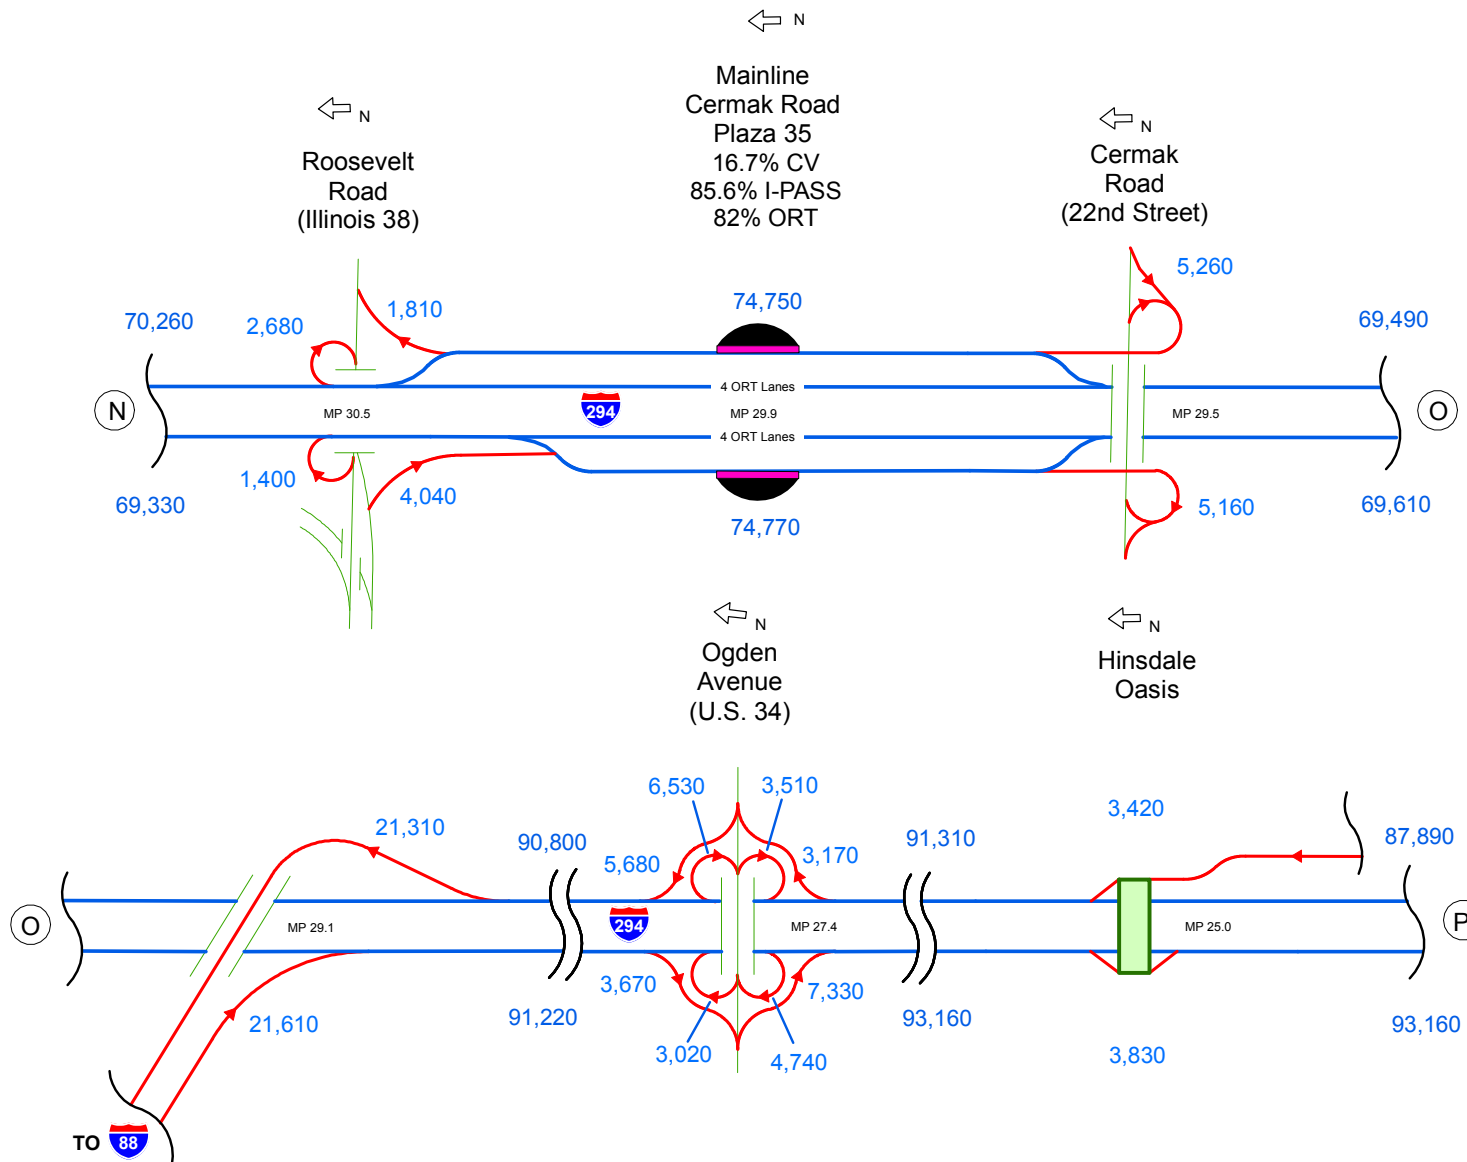 N
Mainline
Cermak Road
Plaza 35
16.7% CV
85.6% I-PASS
82% ORT
N
Roosevelt
Road
(Illinois 38)
N
Cermak
Road
(22nd Street)
5,260
70,260
2,680
1,810
74,750
69,490
4 ORT Lanes
N
MP 30.5
294
MP 29.9
MP 29.5
O
4 ORT Lanes
69,330
1,400
4,040
74,770
5,160
69,610
N
Ogden
Avenue
(U.S. 34)
N
Hinsdale
Oasis
6,530
3,510
3,420
21,310
90,800
5,680
3,170
91,310
87,890
O
MP 29.1
294
MP 27.4
MP 25.0
P
21,610
91,220
3,670
7,330
93,160
93,160
3,020
4,740
3,830
TO 88